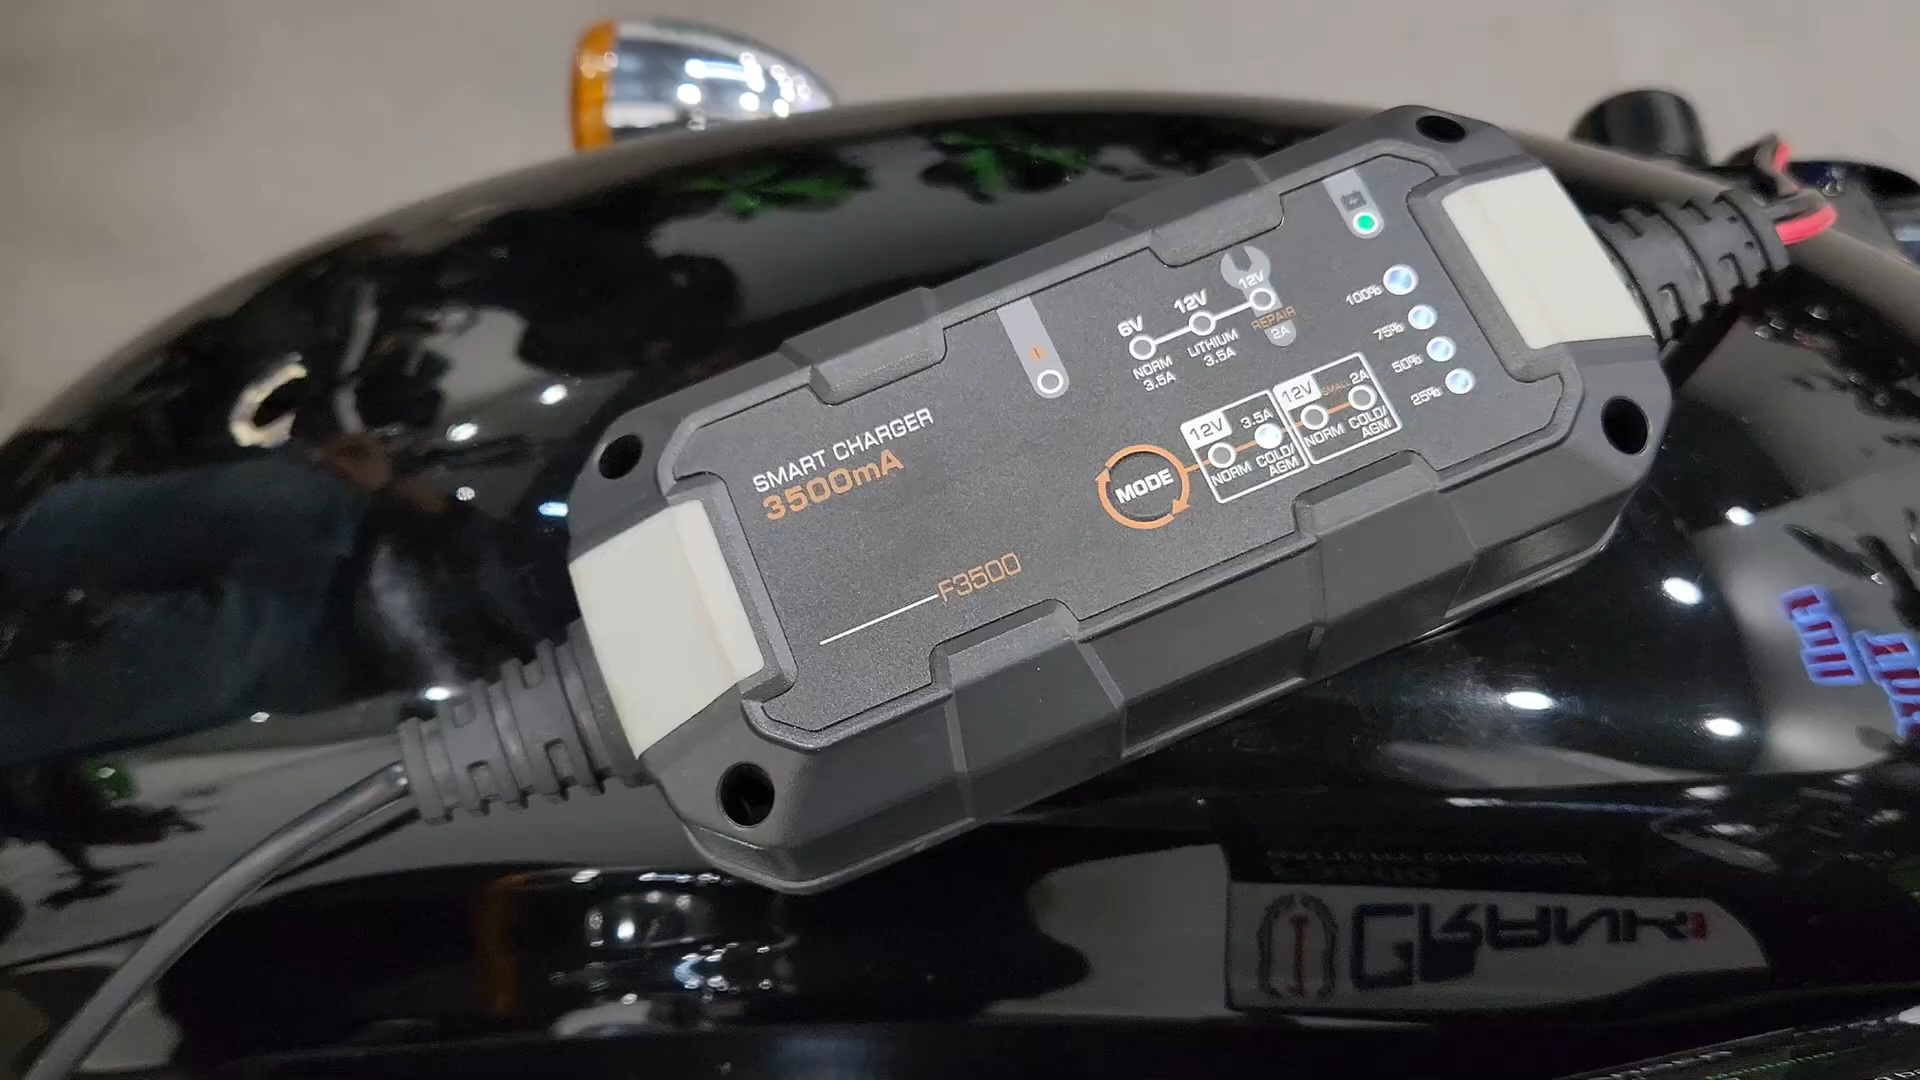 SMART CHARGER
3500mA
F3500
6V
NORM
3.5A
12V
LITHIUM
3.5A
12V
REPAIR
2A
MODE
12V 3.5A
NORM COLD/
AGM
12V SMALL 2A
NORM COLD/
AGM
100%
75%
50%
25%